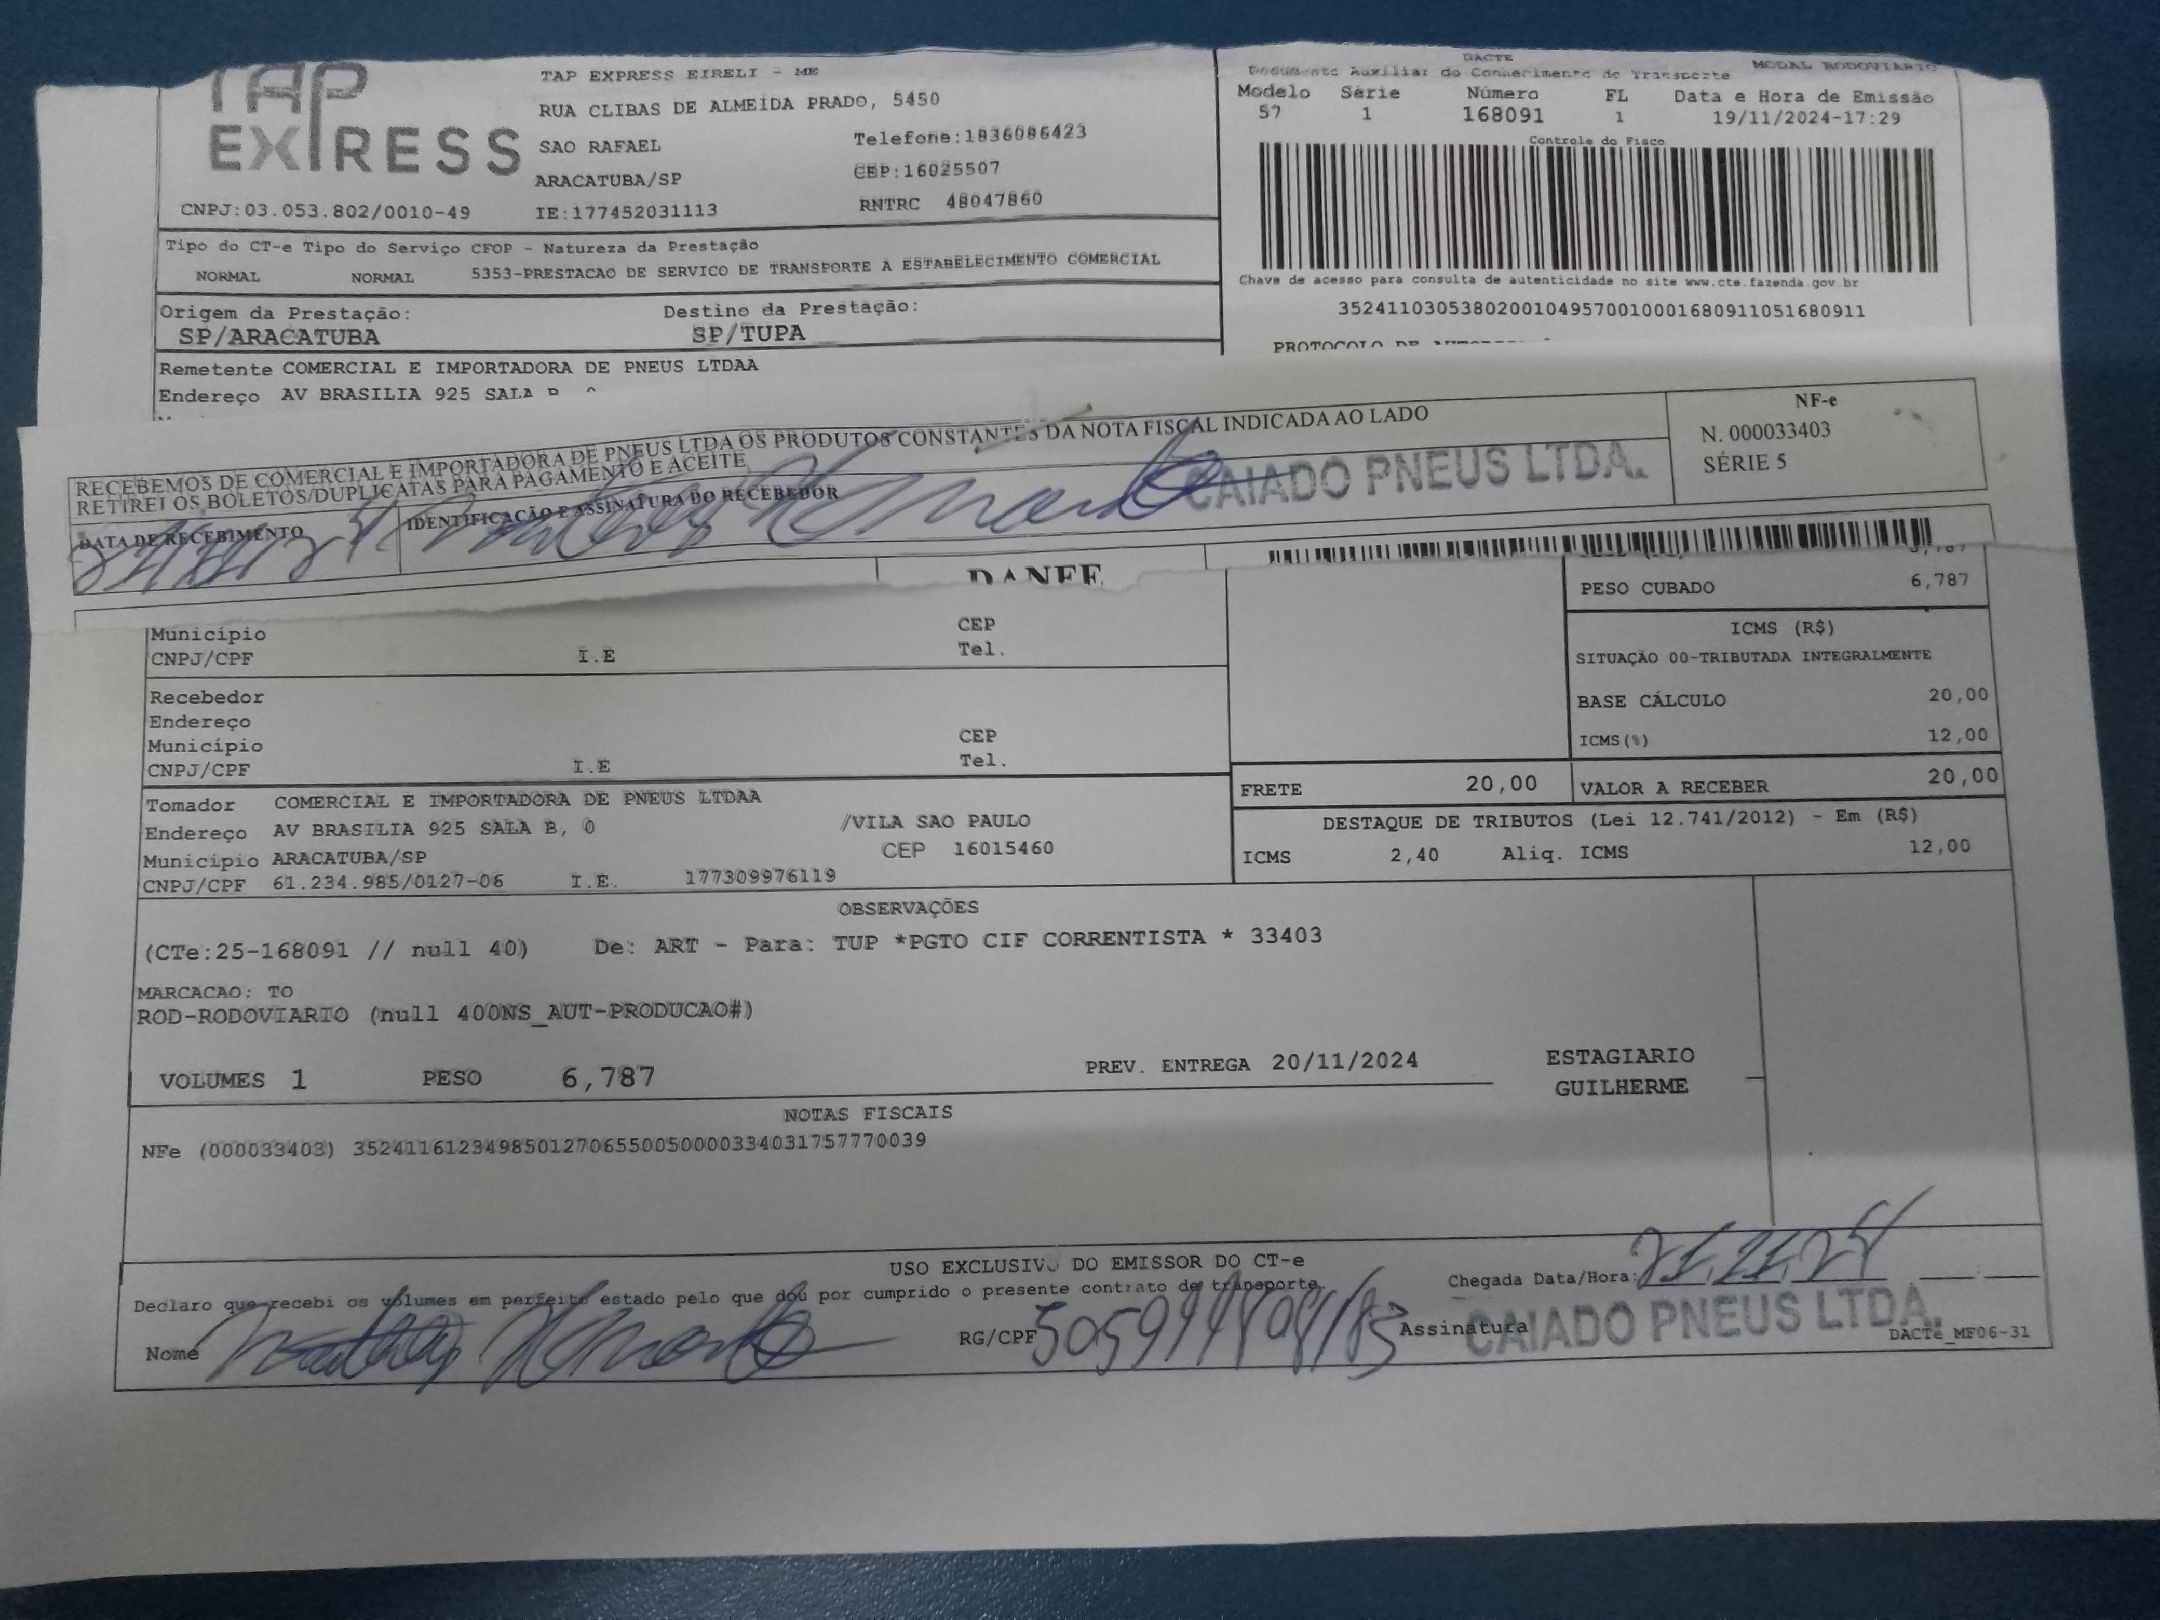 TAP EXPRESS
TAP EXPRESS EIRELI - ME
RUA CLIBAS DE ALMEIDA PRADO, 5450
SAO RAFAEL Telefone:1836086423
ARACATUBA/SP CEP:16025507
CNPJ:03.053.802/0010-49 IE:177452031113 RNTRC 48047860
DACTE
Documento Auxiliar do Conhecimento de Transporte MODAL RODOVIARIO
Modelo Série Número FL Data e Hora de Emissão
57 1 168091 1 19/11/2024-17:29
Controle do Fisco
Chave de acesso para consulta de autenticidade no site www.cte.fazenda.gov.br
35241103053802001049570010001680911051680911
Tipo do CT-e Tipo do Serviço CFOP - Natureza da Prestação
NORMAL NORMAL 5353-PRESTACAO DE SERVICO DE TRANSPORTE A ESTABELECIMENTO COMERCIAL
Origem da Prestação: Destino da Prestação:
SP/ARACATUBA SP/TUPA
PROTOCOLO DE
Remetente COMERCIAL E IMPORTADORA DE PNEUS LTDAA
Endereço AV BRASILIA 925 SALA
RECEBEMOS DE COMERCIAL E IMPORTADORA DE PNEUS LTDA OS PRODUTOS CONSTANTES DA NOTA FISCAL INDICADA AO LADO
RETIREI OS BOLETOS/DUPLICATAS PARA PAGAMENTO E ACEITE
DATA DE RECEBIMENTO IDENTIFICAÇÃO E ASSINATURA DO RECEBEDOR
CAIADO PNEUS LTDA.
NF-e
N. 000033403
SÉRIE 5
DANFE
PESO CUBADO 6,787
Município CEP
CNPJ/CPF I.E Tel.
ICMS (R$)
SITUAÇÃO 00-TRIBUTADA INTEGRALMENTE
BASE CÁLCULO 20,00
ICMS(%) 12,00
Recebedor
Endereço
Município CEP
CNPJ/CPF I.E Tel.
FRETE 20,00 VALOR A RECEBER 20,00
Tomador COMERCIAL E IMPORTADORA DE PNEUS LTDAA
Endereço AV BRASILIA 925 SALA B, 0 /VILA SAO PAULO
Município ARACATUBA/SP CEP 16015460
CNPJ/CPF 61.234.985/0127-06 I.E. 177309976119
DESTAQUE DE TRIBUTOS (Lei 12.741/2012) - Em (R$)
ICMS 2,40 Aliq. ICMS 12,00
OBSERVAÇÕES
(CTe:25-168091 // null 40) De: ART - Para: TUP *PGTO CIF CORRENTISTA * 33403
MARCACAO: TO
ROD-RODOVIARIO (null 400NS_AUT-PRODUCAO#)
VOLUMES 1 PESO 6,787 PREV. ENTREGA 20/11/2024
ESTAGIARIO
GUILHERME
NOTAS FISCAIS
NFe (000033403) 35241161234985012706550050000334031757770039
USO EXCLUSIVO DO EMISSOR DO CT-e
Declaro que recebi os volumes em perfeito estado pelo que dou por cumprido o presente contrato de transporte.
Chegada Data/Hora: 21,11,24
Nome RG/CPF Assinatura
CAIADO PNEUS LTDA.
DACTe_MF06-31